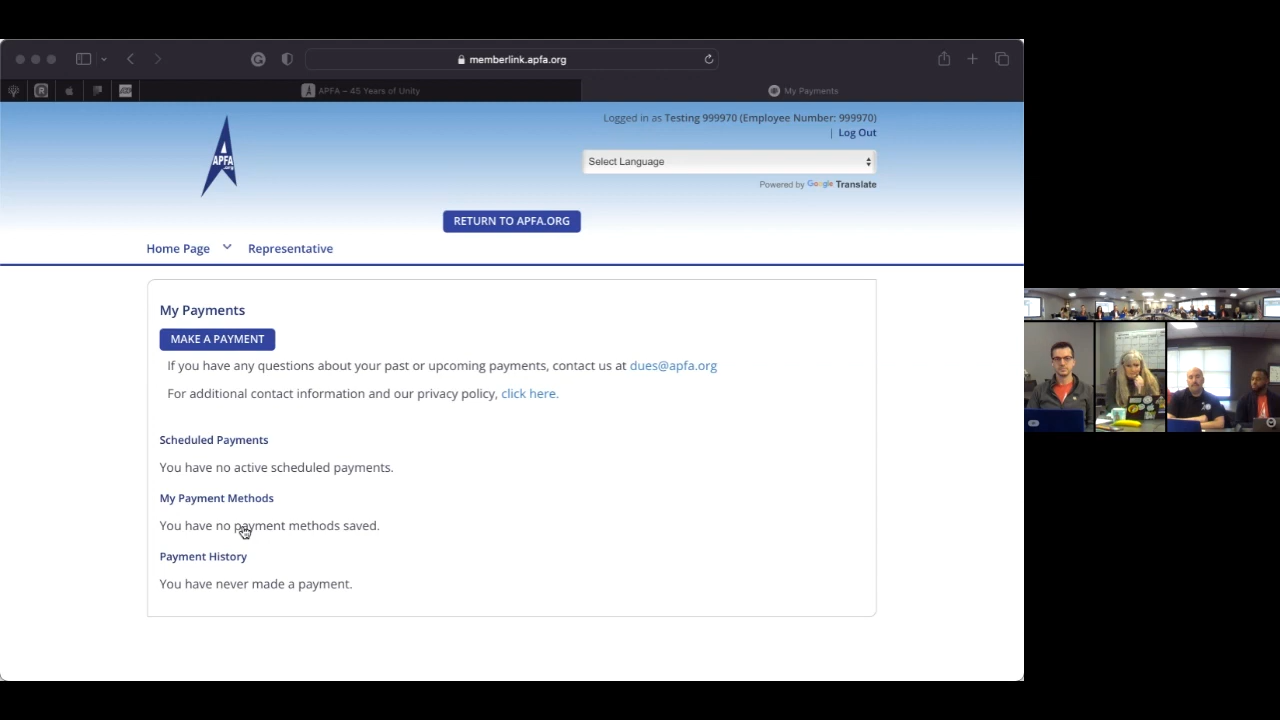 memberlink.apfa.org
APFA – 45 Years of Unity
My Payments
Logged in as Testing 999970 (Employee Number: 999970)
| Log Out
APFA
.org
Select Language
Powered by Google Translate
RETURN TO APFA.ORG
Home Page
Representative
My Payments
MAKE A PAYMENT
If you have any questions about your past or upcoming payments, contact us at dues@apfa.org
For additional contact information and our privacy policy, click here.
Scheduled Payments
You have no active scheduled payments.
My Payment Methods
You have no payment methods saved.
Payment History
You have never made a payment.